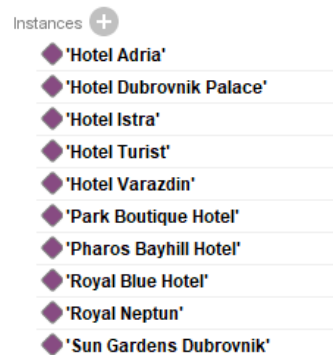 Instances
'Hotel Adria'
'Hotel Dubrovnik Palace'
'Hotel Istra'
'Hotel Turist'
'Hotel Varazdin'
'Park Boutique Hotel'
'Pharos Bayhill Hotel'
'Royal Blue Hotel'
'Royal Neptun'
'Sun Gardens Dubrovnik'